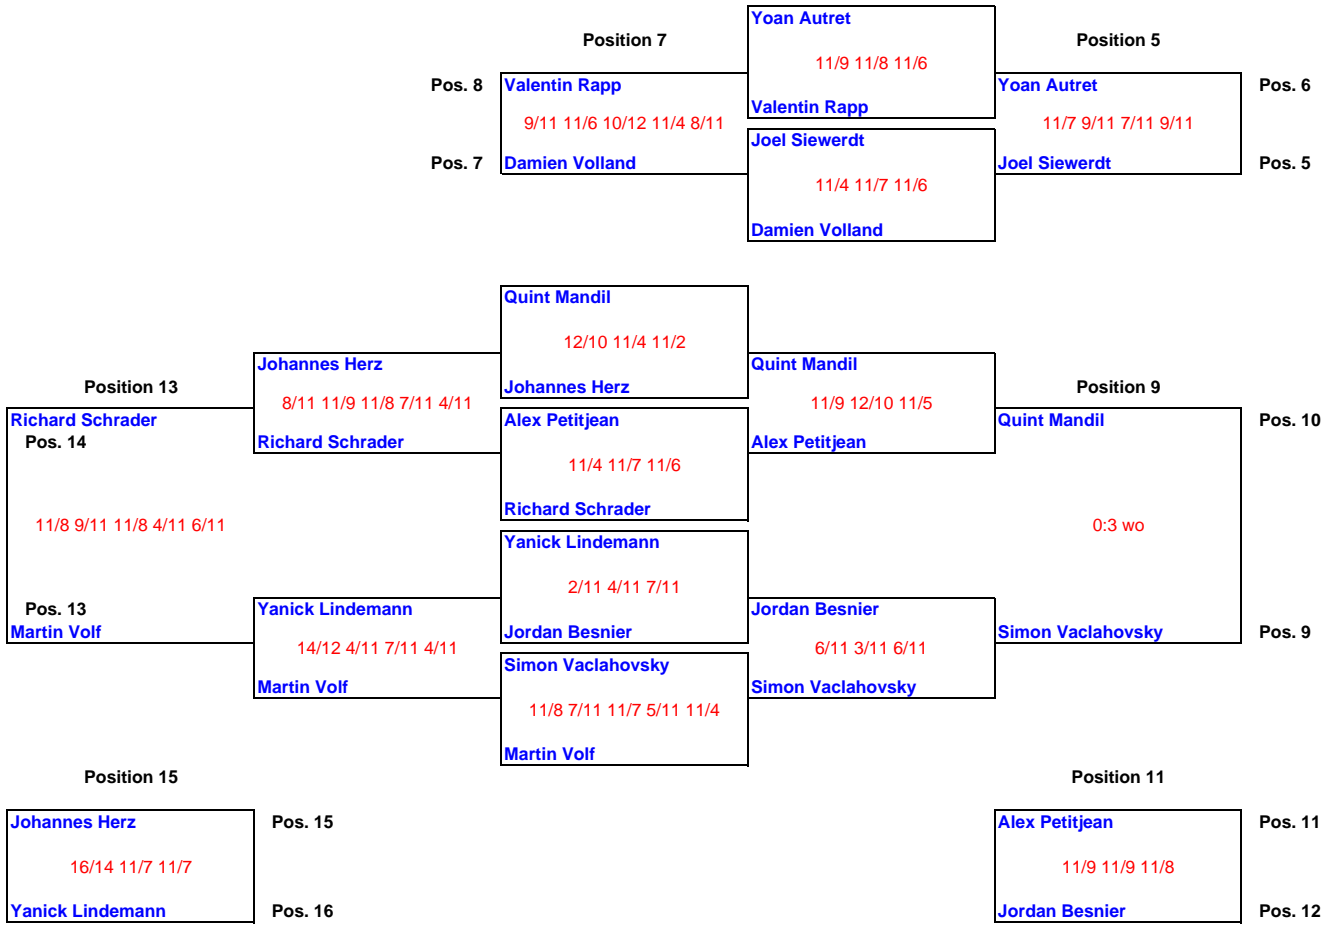 Yoan Autret
Position 7 Position 5
11/9 11/8 11/6
Pos. 8 Valentin Rapp Yoan Autret Pos. 6
Valentin Rapp
9/11 11/6 10/12 11/4 8/11 11/7 9/11 7/11 9/11
Joel Siewerdt
Pos. 7 Damien Volland Joel Siewerdt Pos. 5
11/4 11/7 11/6
Damien Volland
Quint Mandil
12/10 11/4 11/2
Johannes Herz Quint Mandil
Position 13 Johannes Herz Position 9
8/11 11/9 11/8 7/11 4/11 11/9 12/10 11/5
Richard Schrader Alex Petitjean Quint Mandil Pos. 10
Pos. 14 Richard Schrader Alex Petitjean
11/4 11/7 11/6
Richard Schrader
11/8 9/11 11/8 4/11 6/11 0:3 wo
Yanick Lindemann
2/11 4/11 7/11
Pos. 13 Yanick Lindemann Jordan Besnier
Martin Volf Jordan Besnier Simon Vaclahovsky Pos. 9
14/12 4/11 7/11 4/11 6/11 3/11 6/11
Simon Vaclahovsky
Martin Volf Simon Vaclahovsky
11/8 7/11 11/7 5/11 11/4
Martin Volf
Position 15 Position 11
Johannes Herz Pos. 15 Alex Petitjean Pos. 11
16/14 11/7 11/7 11/9 11/9 11/8
Yanick Lindemann Pos. 16 Jordan Besnier Pos. 12